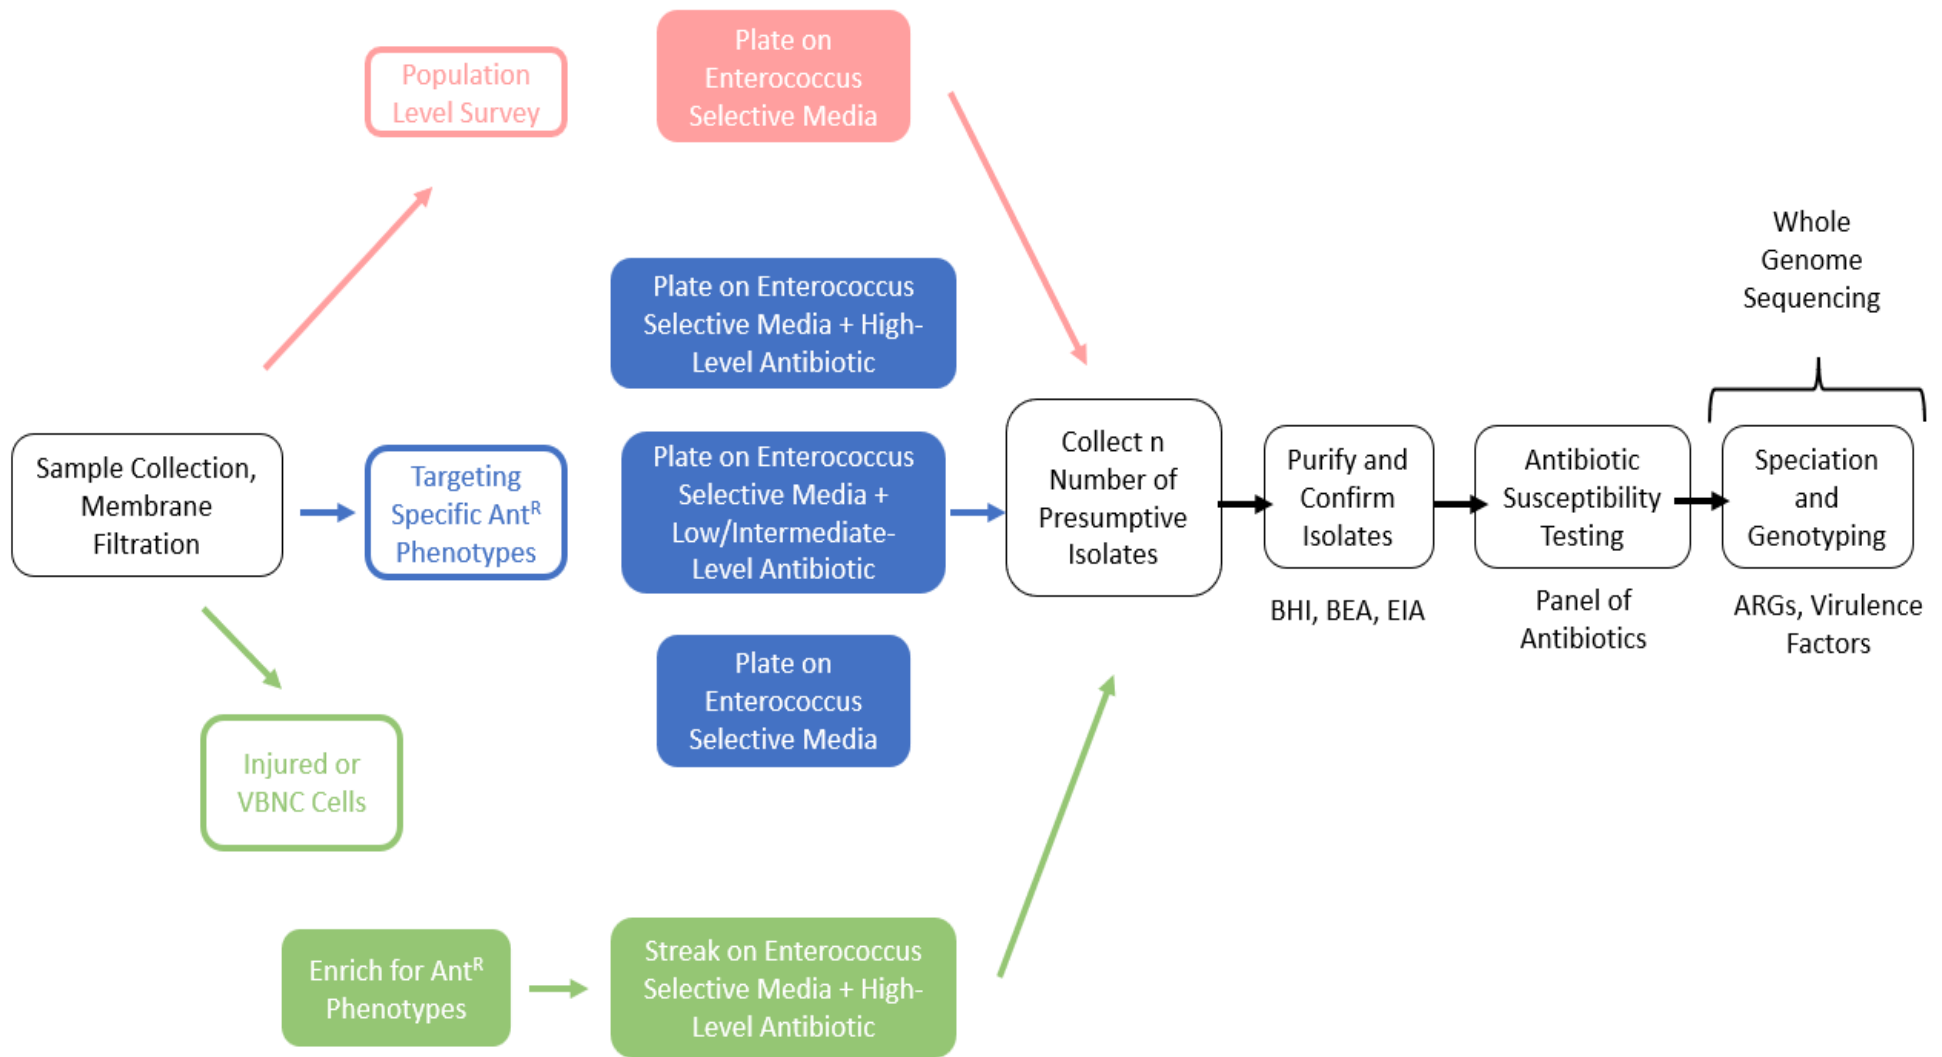 Population
Level Survey
Plate on
Enterococcus
Selective Media
Plate on Enterococcus
Selective Media + High-
Level Antibiotic
Sample Collection,
Membrane
Filtration
Targeting
Specific Antᴿ
Phenotypes
Plate on Enterococcus
Selective Media +
Low/Intermediate-
Level Antibiotic
Plate on
Enterococcus
Selective Media
Injured or
VBNC Cells
Enrich for Antᴿ
Phenotypes
Streak on Enterococcus
Selective Media + High-
Level Antibiotic
Collect n
Number of
Presumptive
Isolates
Purify and
Confirm
Isolates
BHI, BEA, EIA
Antibiotic
Susceptibility
Testing
Panel of
Antibiotics
Whole
Genome
Sequencing
Speciation
and
Genotyping
ARGs, Virulence
Factors